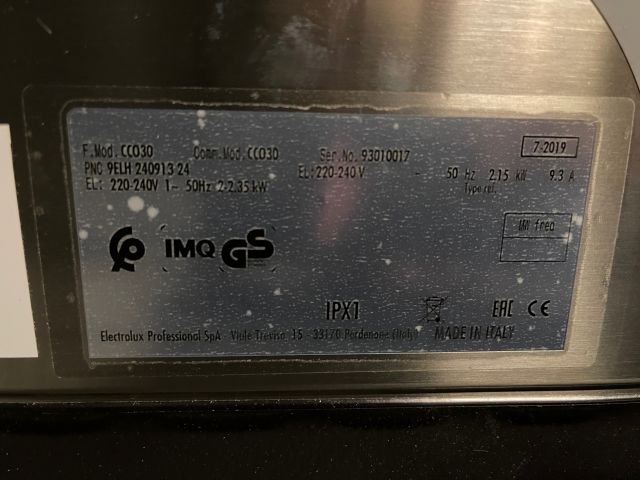 7-2019
F.Mod. CCO30 Comm.Mod. CCO30 Ser.No. 93010017
PNC 9ELH 240913 24 EL: 220-240 V - 50 Hz 2.15 kW 9.3 A
EL: 220-240V 1~ 50Hz 2-2.35 kW Type ref.
IMQ GS
IPX1
EAC CE
Electrolux Professional SpA - Viale Treviso 15 - 33170 Pordenone (Italy) MADE IN ITALY